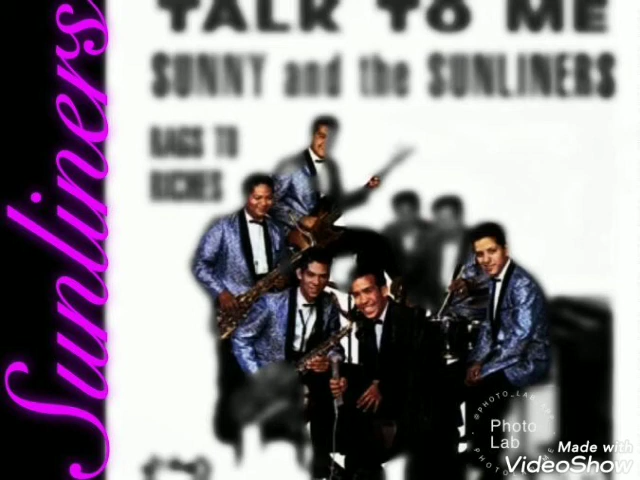 TALK TO ME
SUNNY and the SUNLINERS
RAGS TO
RICHES
Sunliners
Photo
Lab
Made with
VideoShow